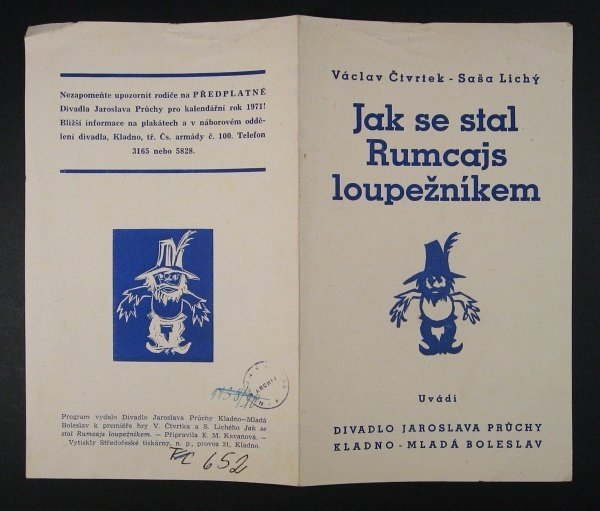 Nezapomeňte upozornit rodiče na PŘEDPLATNÉ
Divadla Jaroslava Průchy pro kalendářní rok 1971!
Bližší informace na plakátech a v náborovém oddě-
lení divadla, Kladno, tř. Čs. armády č. 100. Telefon
3165 nebo 5828.
ARCHIV
Program vydalo Divadlo Jaroslava Průchy Kladno—Mladá
Boleslav k premiéře hry V. Čtvrtka a S. Lichého Jak se
stal Rumcajs loupežníkem. — Připravila E. M. Kavanová. —
Vytiskly Středočeské tiskárny, n. p., provoz 31, Kladno.
652
Václav Čtvrtek - Saša Lichý
Jak se stal
Rumcajs
loupežníkem
Uvádí
DIVADLO JAROSLAVA PRŮCHY
KLADNO - MLADÁ BOLESLAV